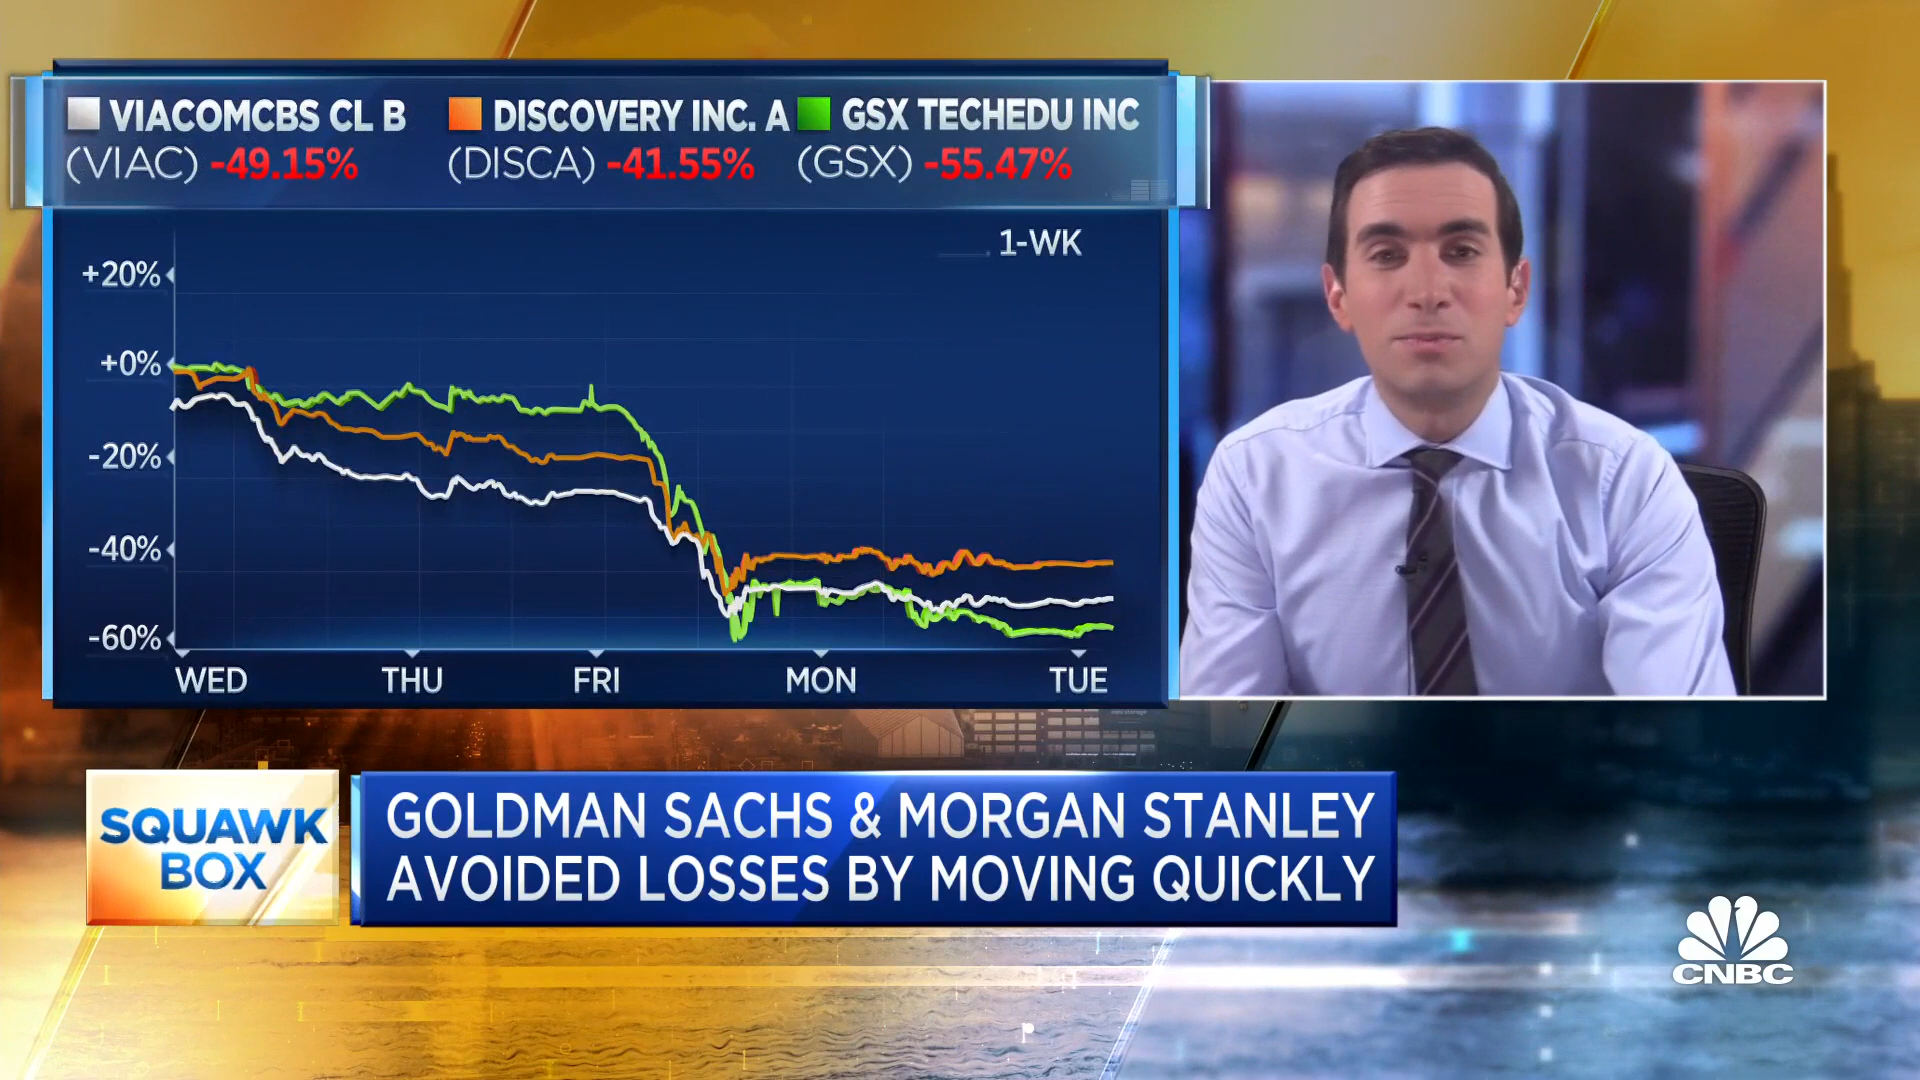 VIACOMCBS CL B
(VIAC) -49.15%
DISCOVERY INC. A
(DISCA) -41.55%
GSX TECHEDU INC
(GSX) -55.47%
1-WK
+20%
+0%
-20%
-40%
-60%
WED THU FRI MON TUE
SQUAWK
BOX
GOLDMAN SACHS & MORGAN STANLEY
AVOIDED LOSSES BY MOVING QUICKLY
CNBC